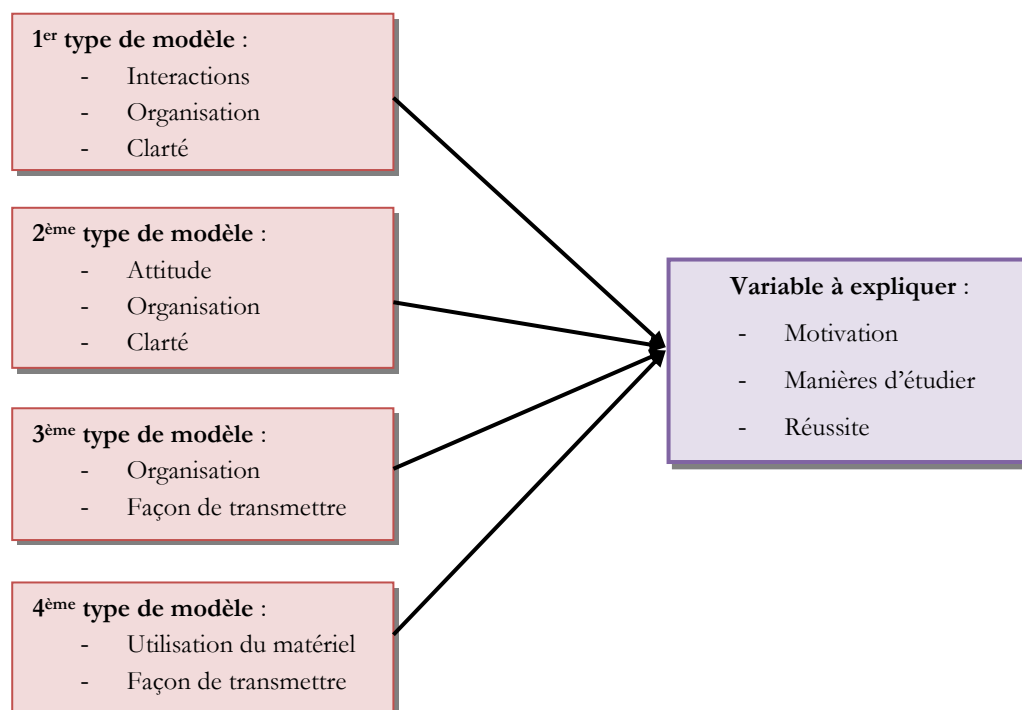 1er type de modèle :
- Interactions
- Organisation
- Clarté
2ème type de modèle :
- Attitude
- Organisation
- Clarté
3ème type de modèle :
- Organisation
- Façon de transmettre
4ème type de modèle :
- Utilisation du matériel
- Façon de transmettre
Variable à expliquer :
- Motivation
- Manières d’étudier
- Réussite